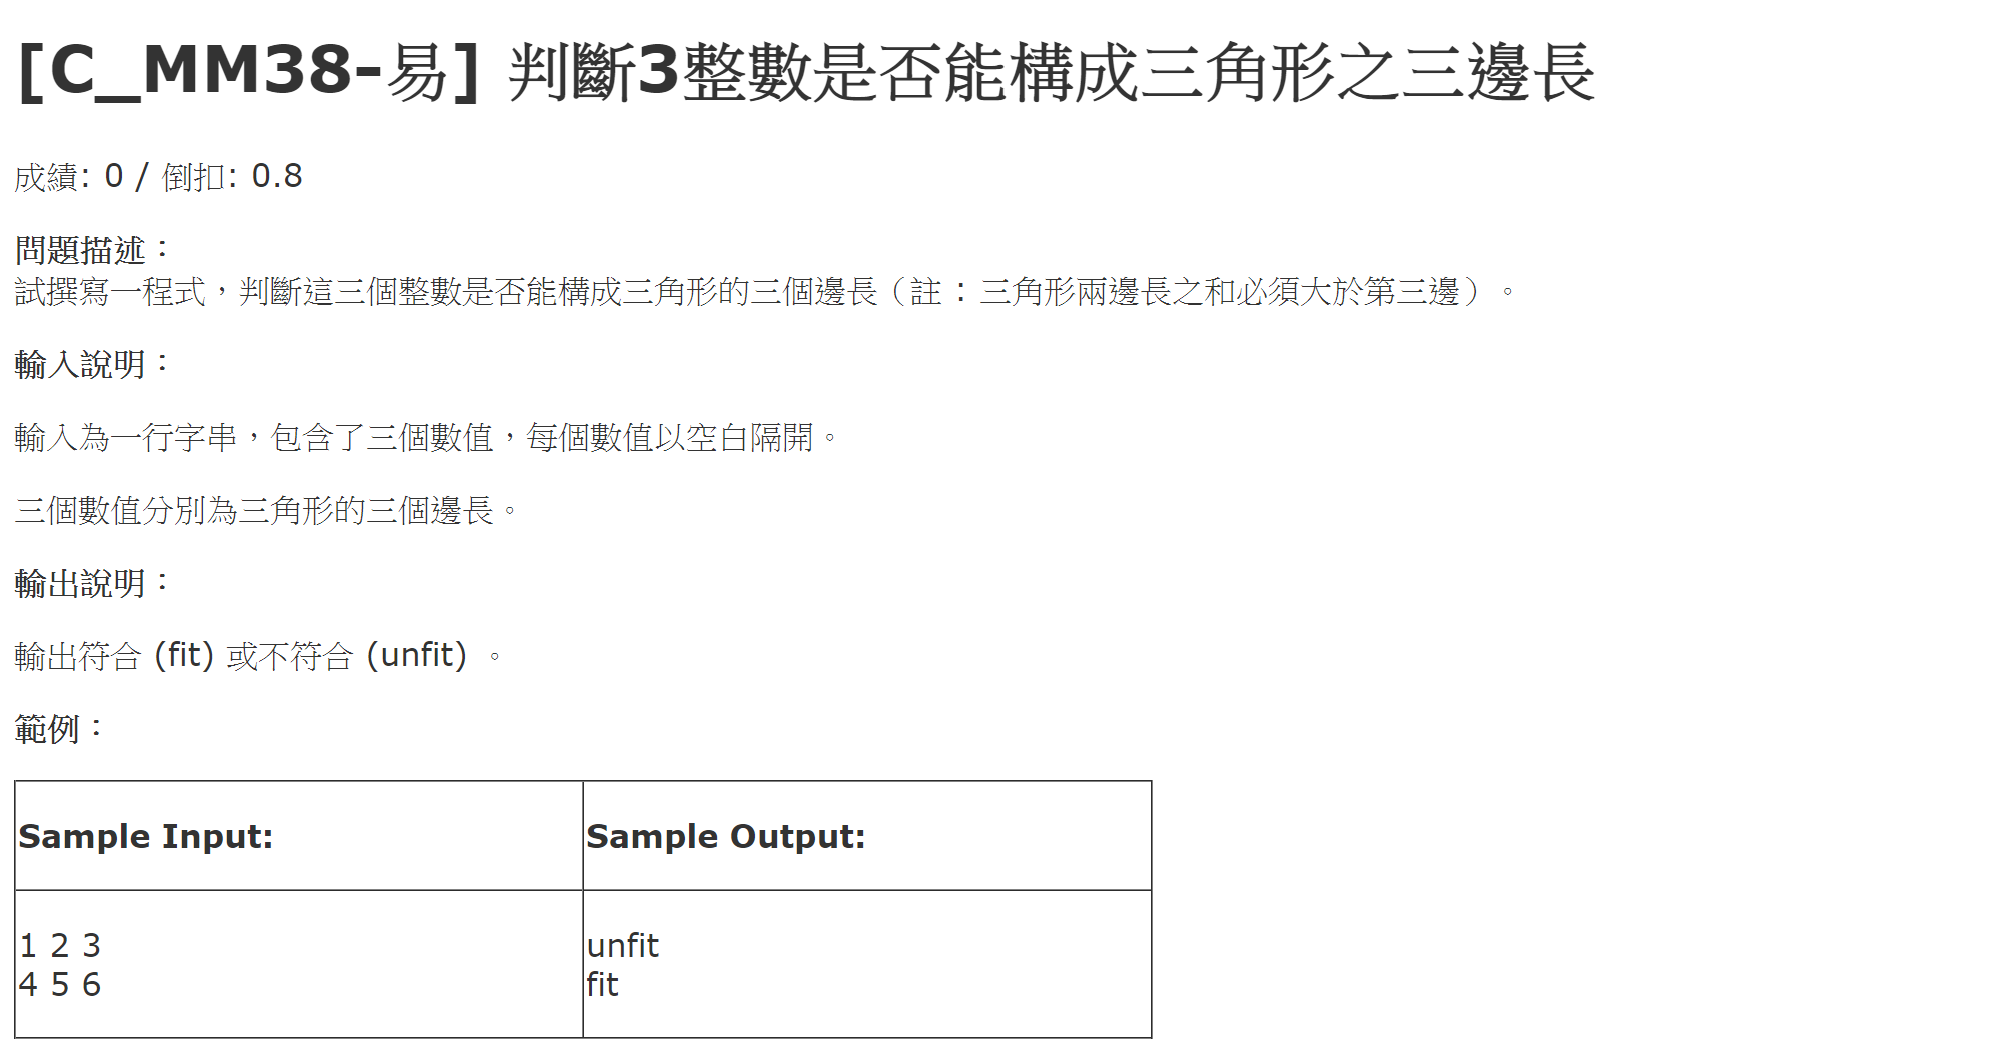 [C_MM38-易] 判斷3整數是否能構成三角形之三邊長
成績: 0 / 倒扣: 0.8
問題描述：
試撰寫一程式，判斷這三個整數是否能構成三角形的三個邊長（註：三角形兩邊長之和必須大於第三邊）。
輸入說明：
輸入為一行字串，包含了三個數值，每個數值以空白隔開。
三個數值分別為三角形的三個邊長。
輸出說明：
輸出符合 (fit) 或不符合 (unfit) 。
範例：
Sample Input: Sample Output:
1 2 3 unfit
4 5 6 fit